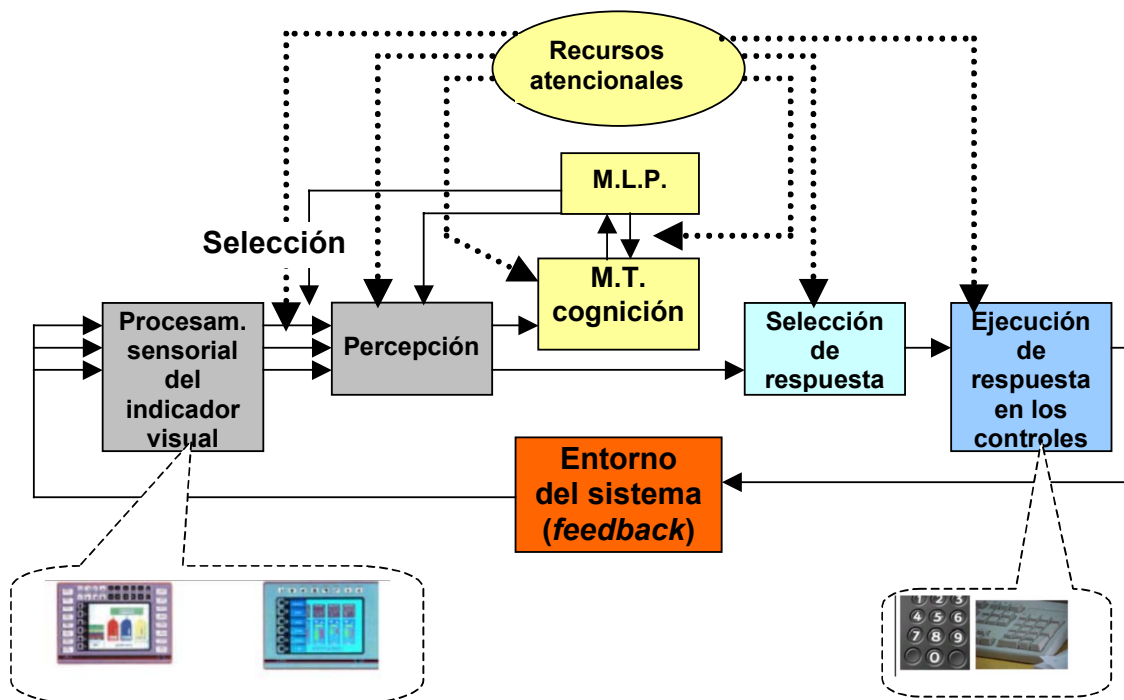 Recursos
atencionales
M.L.P.
Selección
M.T.
cognición
Procesam.
sensorial
del
indicador
visual
Percepción
Selección
de
respuesta
Ejecución
de
respuesta
en los
controles
Entorno
del sistema
(feedback)
1 2 3
4 5 6
7 8 9
0